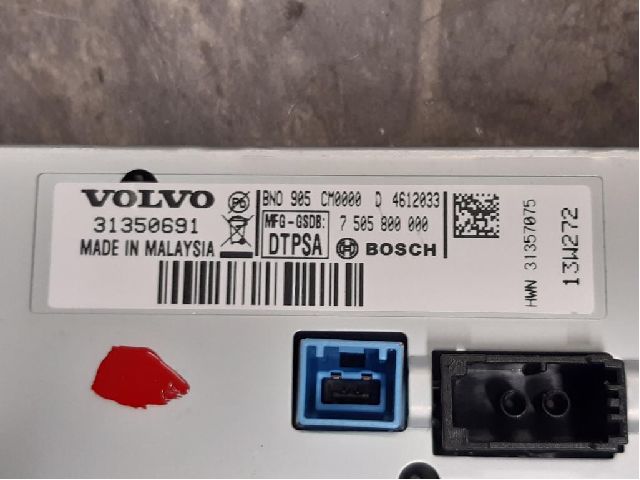 VOLVO
31350691
MADE IN MALAYSIA
BNO 905 CM0000 D 4612033
MFG-GSDB:
DTPSA
7 505 800 000
BOSCH
HWN 31357075
13W272